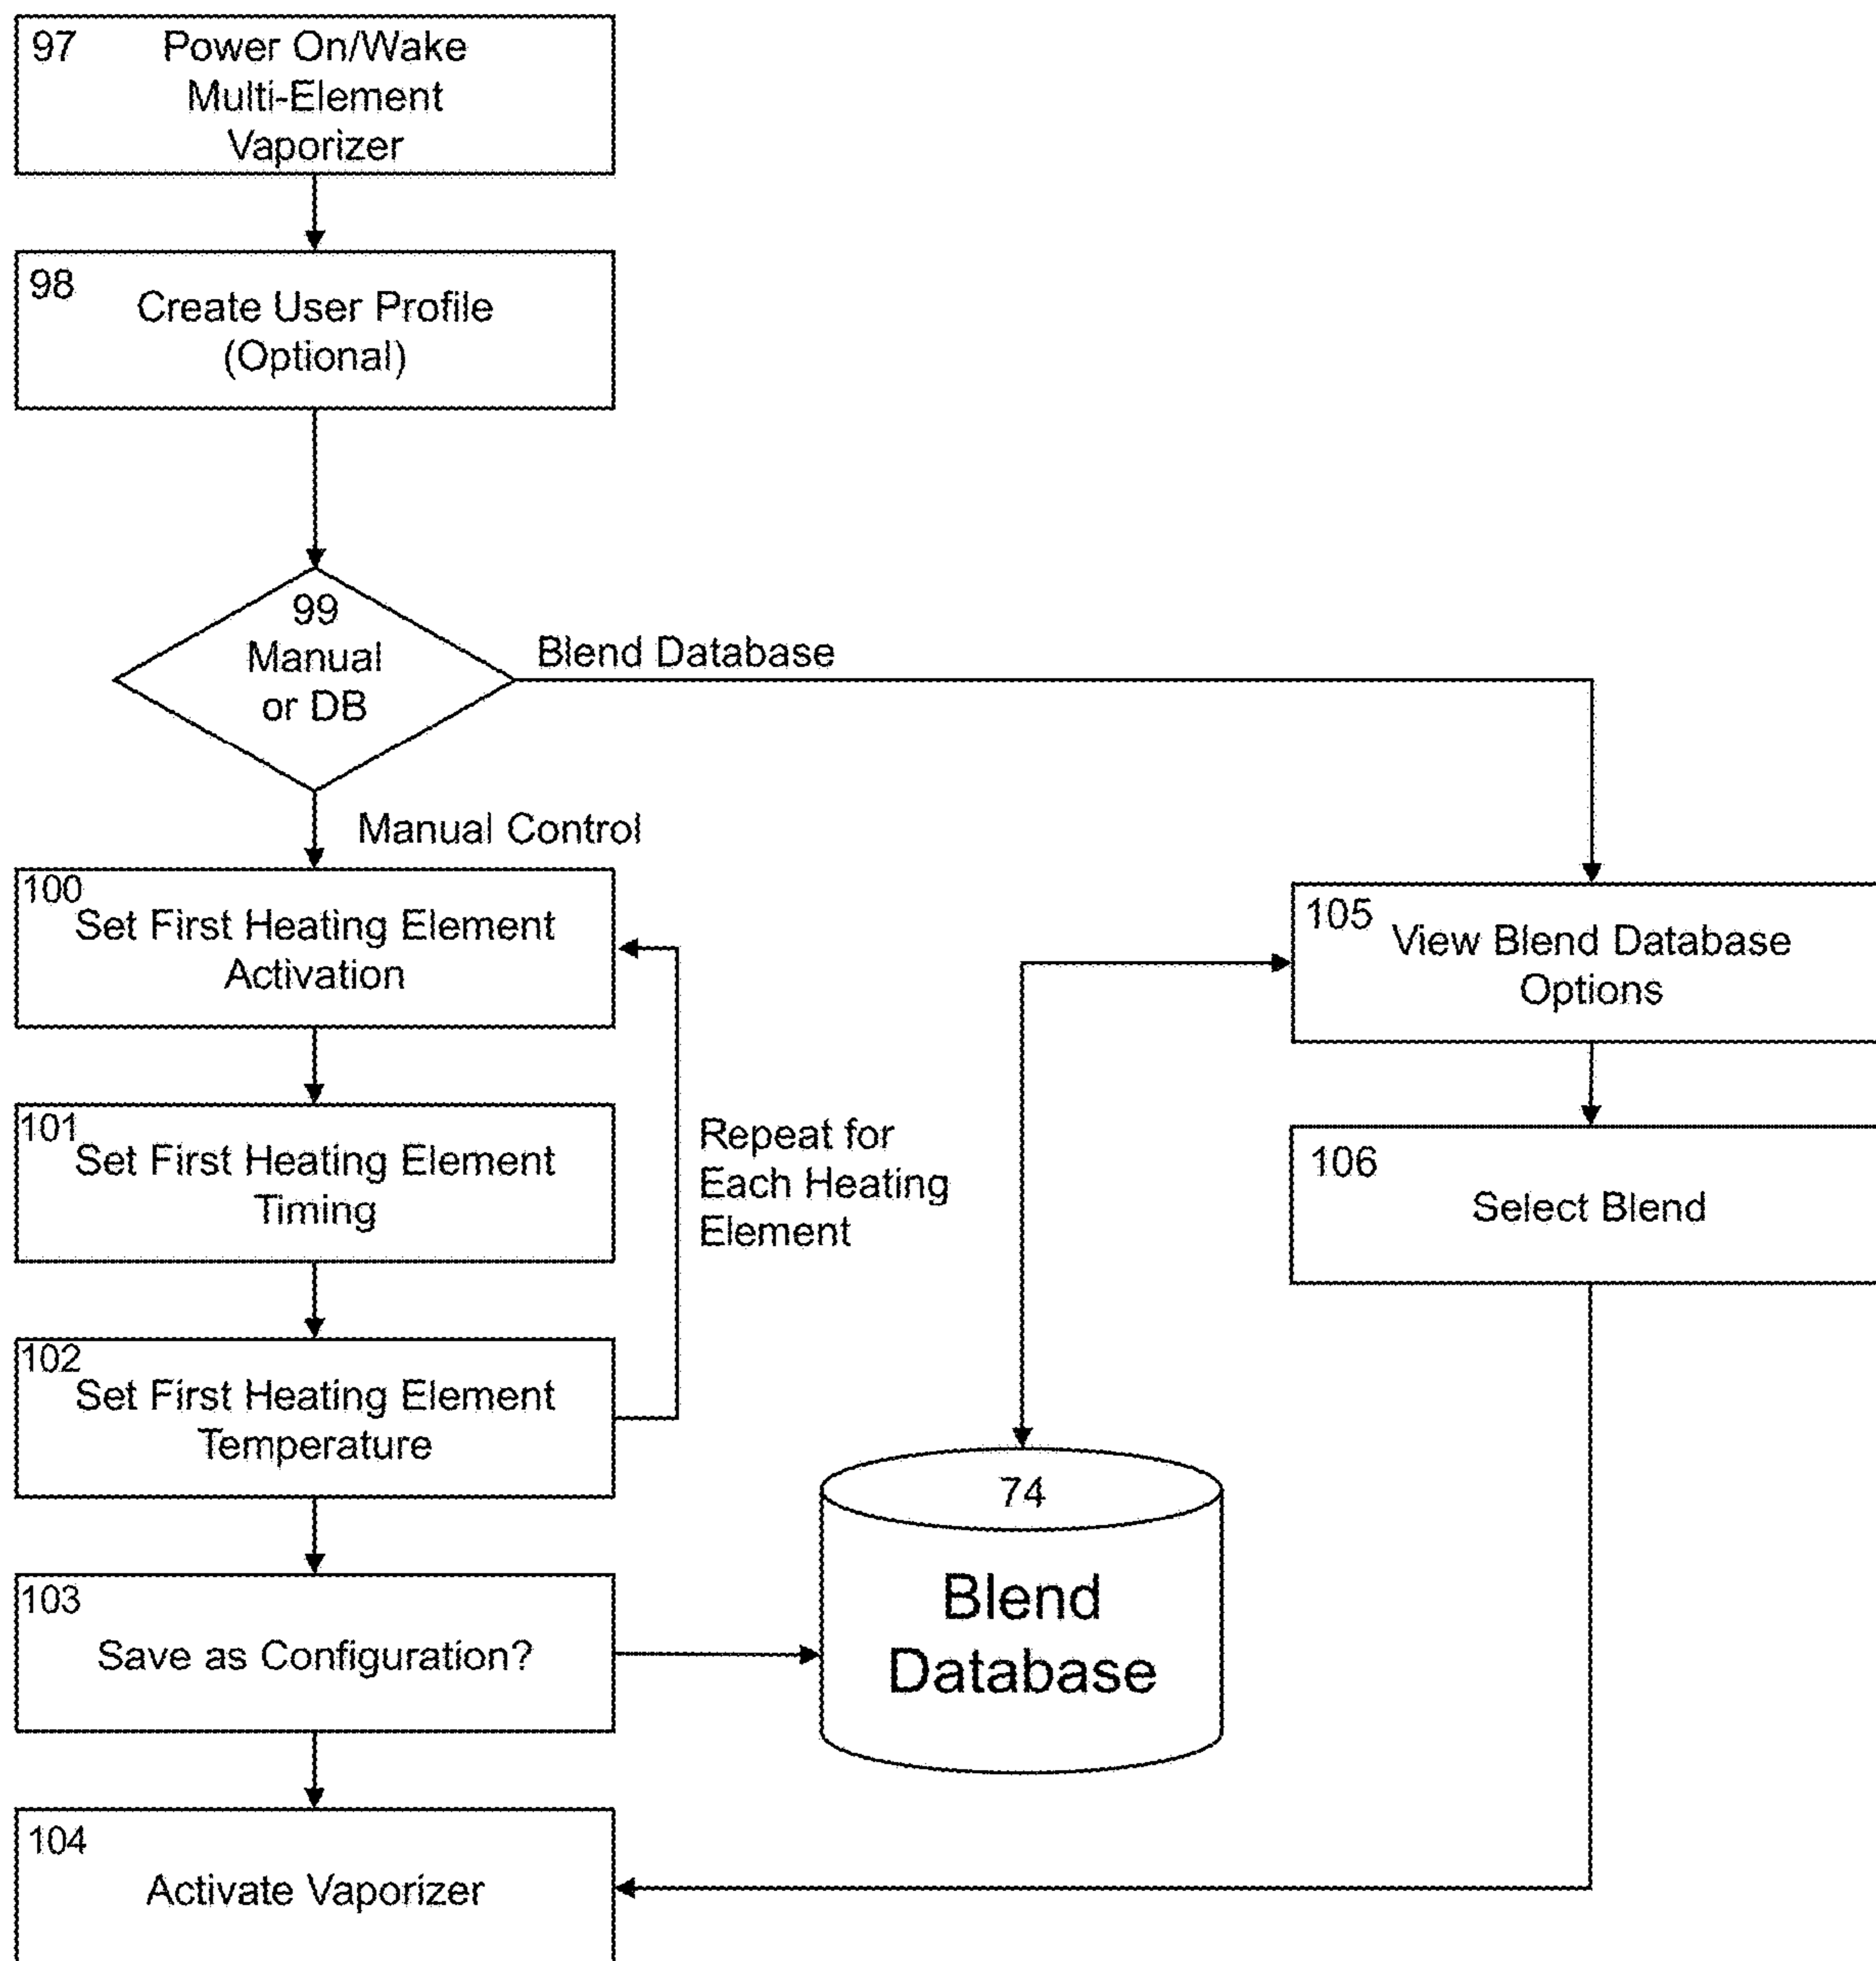 97
Power On/Wake
Multi-Element
Vaporizer
98
Create User Profile
(Optional)
99
Manual
or DB
Blend Database
Manual Control
100
Set First Heating Element
Activation
101
Set First Heating Element
Timing
102
Set First Heating Element
Temperature
Repeat for
Each Heating
Element
103
Save as Configuration?
104
Activate Vaporizer
74
Blend
Database
105
View Blend Database
Options
106
Select Blend